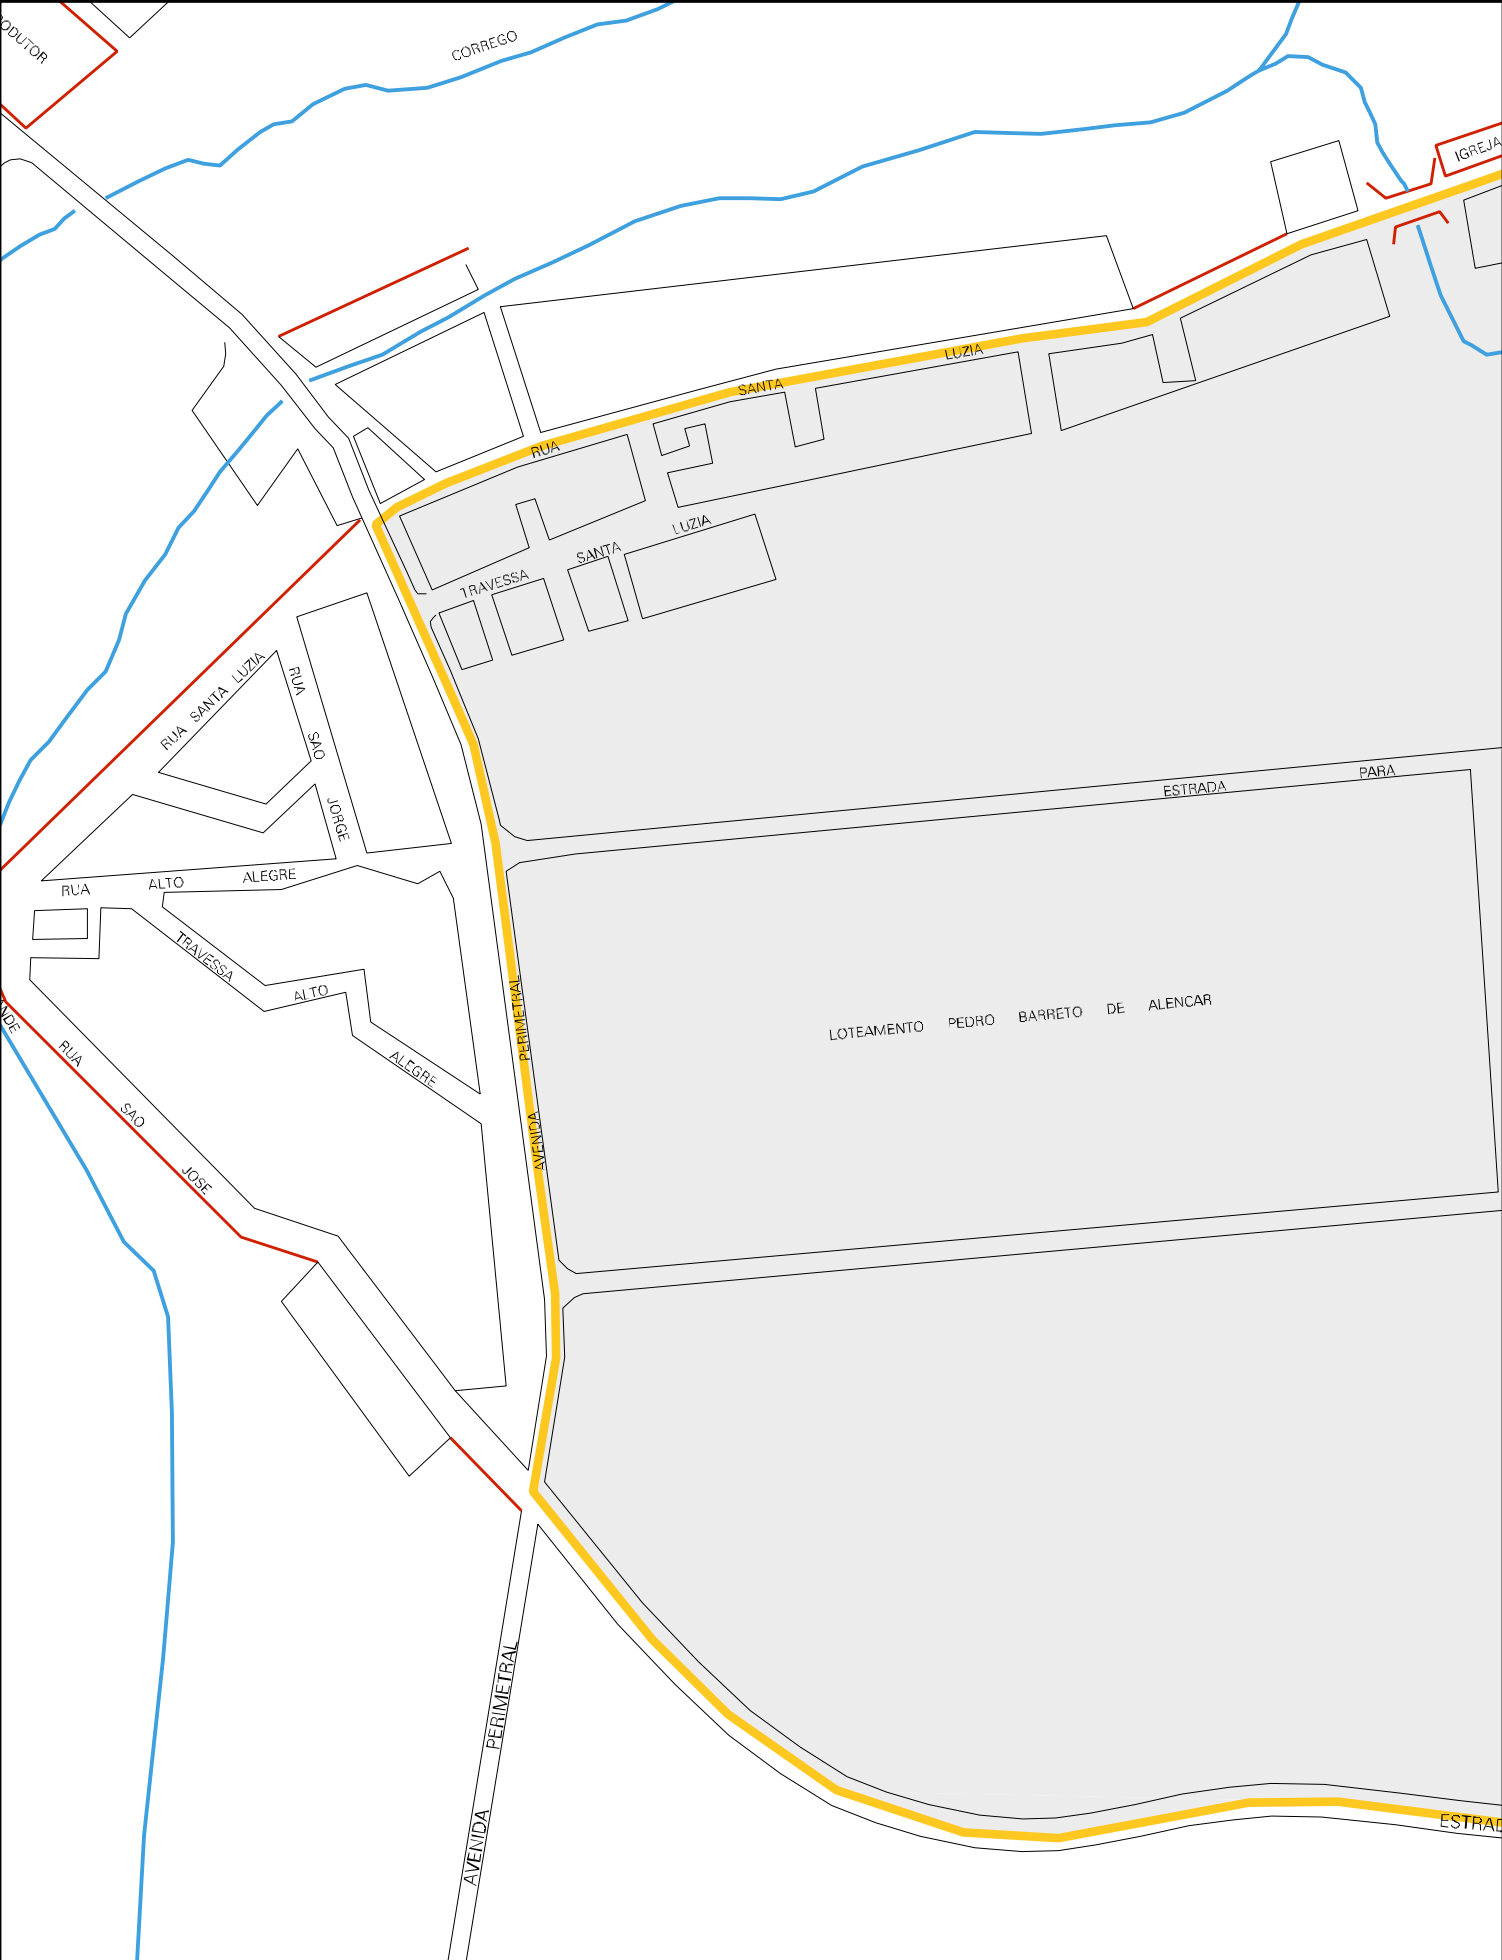 ODUTOR
CORREGO
IGREJA
RUA SANTA LUZIA
TRAVESSA SANTA LUZIA
RUA SANTA LUZIA
RUA SAO JORGE
ESTRADA PARA
RUA ALTO ALEGRE
TRAVESSA ALTO ALEGRE
AVENIDA PERIMETRAL
LOTEAMENTO PEDRO BARRETO DE ALENCAR
NDE
RUA SAO JOSE
AVENIDA PERIMETRAL
ESTRAD